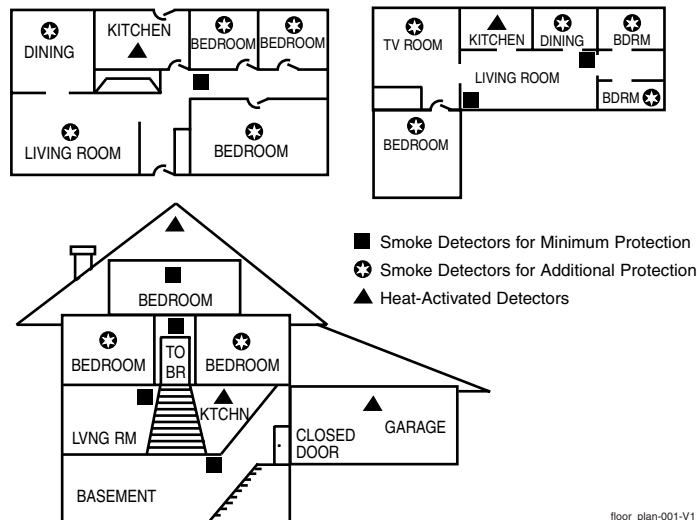 DINING
KITCHEN
BEDROOM
BEDROOM
LIVING ROOM
BEDROOM
TV ROOM
KITCHEN
DINING
BDRM
LIVING ROOM
BDRM
BEDROOM
Smoke Detectors for Minimum Protection
Smoke Detectors for Additional Protection
Heat-Activated Detectors
BEDROOM
BEDROOM
TO
BR
BEDROOM
LVNG RM
KTCHN
CLOSED
DOOR
GARAGE
BASEMENT
floor_plan-001-V1